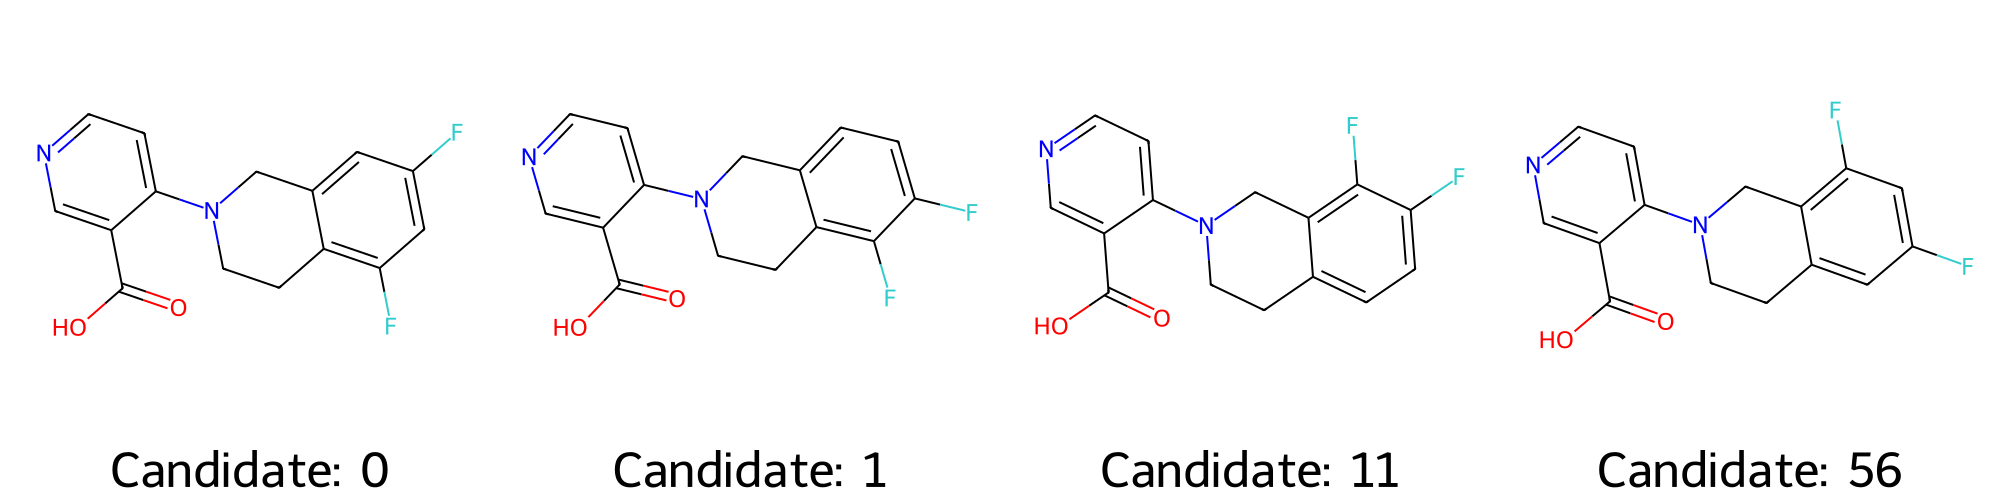 N N HO O F F
N N HO O F F
N N HO O F F
N N HO O F F
Candidate: 0
Candidate: 1
Candidate: 11
Candidate: 56